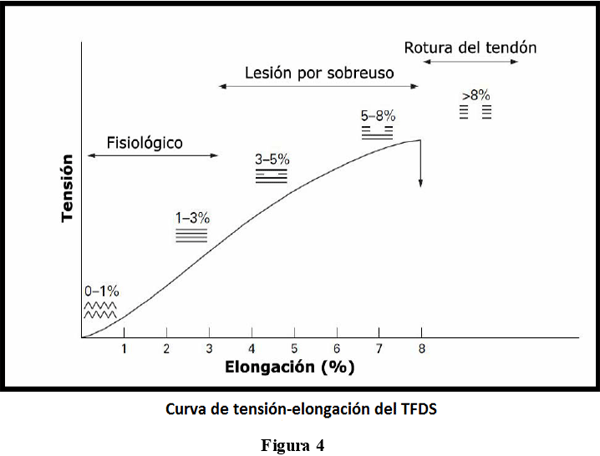 Rotura del tendón
Lesión por sobreuso
>8%
5–8%
Fisiológico
3–5%
1–3%
0–1%
Tensión
1 2 3 4 5 6 7 8
Elongación (%)
Curva de tensión-elongación del TFDS
Figura 4